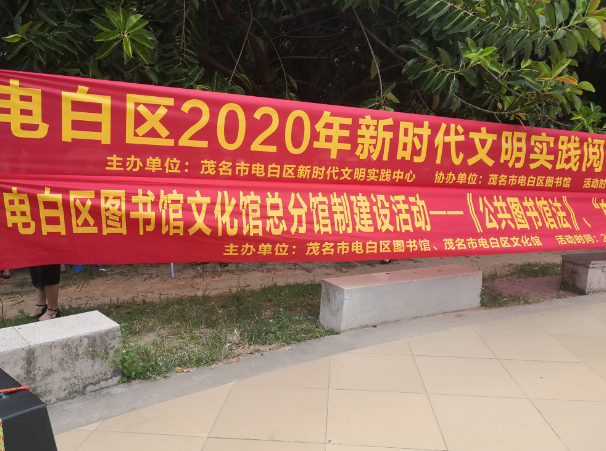 电白区2020年新时代文明实践阅
主办单位：茂名市电白区新时代文明实践中心 协办单位：茂名市电白区图书馆 活动时
电白区图书馆文化馆总分馆制建设活动——《公共图书馆法》、
主办单位：茂名市电白区图书馆、茂名市电白区文化馆 活动时间：2